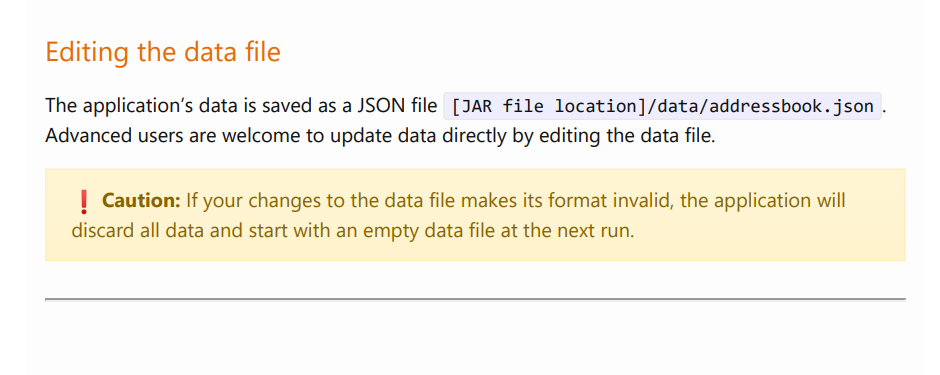 Editing the data file
The application’s data is saved as a JSON file [JAR file location]/data/addressbook.json.
Advanced users are welcome to update data directly by editing the data file.
❗ Caution: If your changes to the data file makes its format invalid, the application will
discard all data and start with an empty data file at the next run.